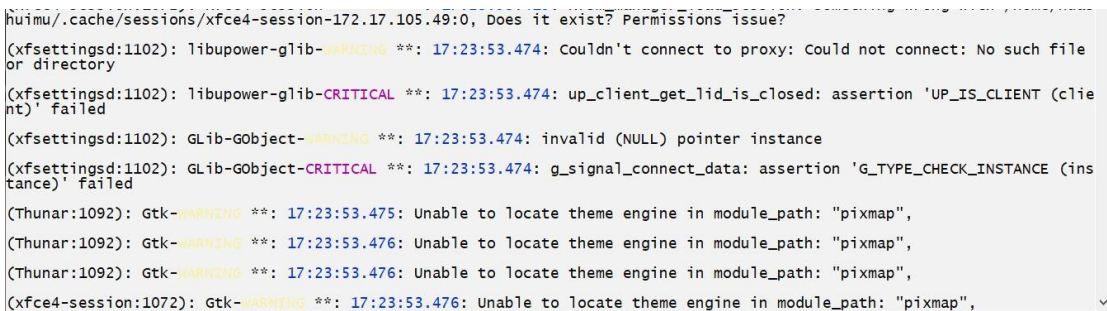 huimu/.cache/sessions/xfce4-session-172.17.105.49:0, Does it exist? Permissions issue?
(xfsettingsd:1102): libupower-glib-WARNING **: 17:23:53.474: Couldn't connect to proxy: Could not connect: No such file
or directory
(xfsettingsd:1102): libupower-glib-CRITICAL **: 17:23:53.474: up_client_get_lid_is_closed: assertion 'UP_IS_CLIENT (clie
nt)' failed
(xfsettingsd:1102): GLib-GObject-WARNING **: 17:23:53.474: invalid (NULL) pointer instance
(xfsettingsd:1102): GLib-GObject-CRITICAL **: 17:23:53.474: g_signal_connect_data: assertion 'G_TYPE_CHECK_INSTANCE (ins
tance)' failed
(Thunar:1092): Gtk-WARNING **: 17:23:53.475: Unable to locate theme engine in module_path: "pixmap",
(Thunar:1092): Gtk-WARNING **: 17:23:53.476: Unable to locate theme engine in module_path: "pixmap",
(Thunar:1092): Gtk-WARNING **: 17:23:53.476: Unable to locate theme engine in module_path: "pixmap",
(xfce4-session:1072): Gtk-WARNING **: 17:23:53.476: Unable to locate theme engine in module_path: "pixmap",